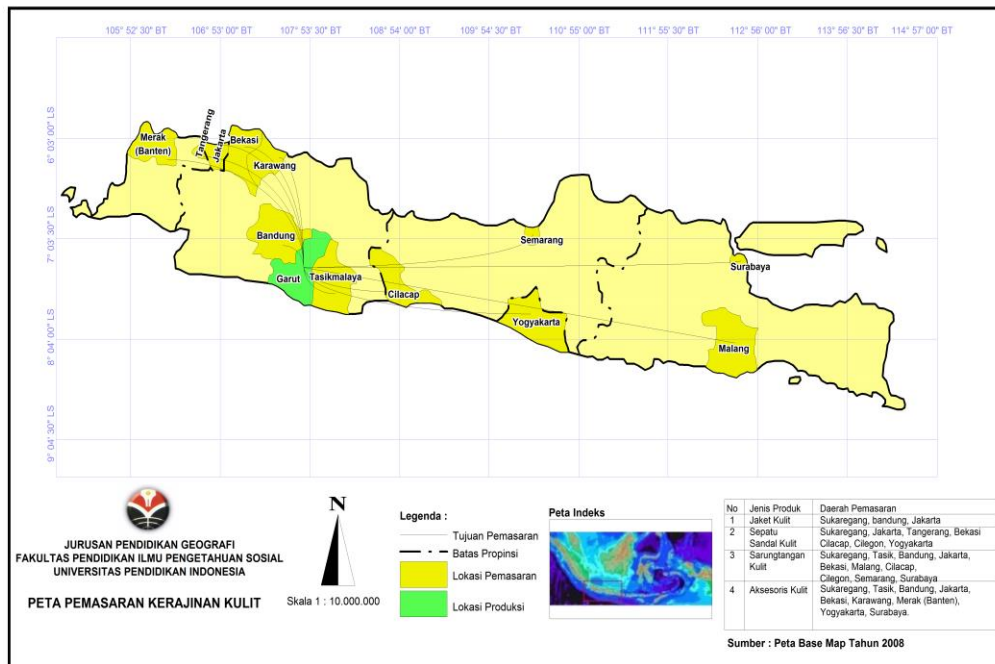 105° 52' 30" BT 106° 53' 00" BT 107° 53' 30" BT 108° 54' 00" BT 109° 54' 30" BT 110° 55' 00" BT 111° 55' 30" BT 112° 56' 00" BT 113° 56' 30" BT 114° 57' 00" BT
6° 03' 00" LS
7° 03' 30" LS
8° 04' 00" LS
9° 04' 30" LS
Merak
(Banten)
Tangerang
Jakarta
Bekasi
Karawang
Bandung
Garut
Tasikmalaya
Cilacap
Semarang
Yogyakarta
Surabaya
Malang
JURUSAN PENDIDIKAN GEOGRAFI
FAKULTAS PENDIDIKAN ILMU PENGETAHUAN SOSIAL
UNIVERSITAS PENDIDIKAN INDONESIA
PETA PEMASARAN KERAJINAN KULIT
N
Skala 1 : 10.000.000
Legenda :
Tujuan Pemasaran
Batas Propinsi
Lokasi Pemasaran
Lokasi Produksi
Peta Indeks
No Jenis Produk Daerah Pemasaran
1 Jaket Kulit Sukaregang, bandung, Jakarta
2 Sepatu Sukaregang, Jakarta, Tangerang, Bekasi
Sandal Kulit Cilacap, Cilegon, Yogyakarta
3 Sarungtangan Sukaregang, Tasik, Bandung, Jakarta,
Kulit Bekasi, Malang, Cilacap,
Cilegon, Semarang, Surabaya
4 Aksesoris Kulit Sukaregang, Tasik, Bandung, Jakarta,
Bekasi, Karawang, Merak (Banten),
Yogyakarta, Surabaya.
Sumber : Peta Base Map Tahun 2008